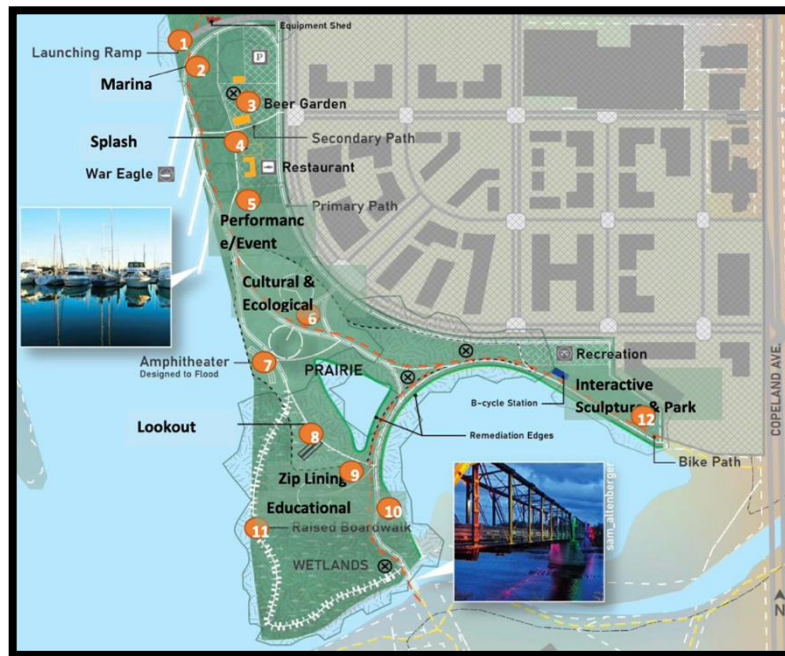 Equipment Shed
1
Launching Ramp
2
Marina
P
3
Beer Garden
Splash
4
Secondary Path
War Eagle
Restaurant
5
Primary Path
Performanc
e/Event
Cultural &
Ecological
6
Amphitheater
Designed to Flood
7
PRAIRIE
Recreation
B-cycle Station
Interactive
Sculpture & Park
12
Lookout
8
Remediation Edges
Bike Path
Zip Lining
9
Educational
10
11
Raised Boardwalk
WETLANDS
sam_altenberger
COPELAND AVE.
N